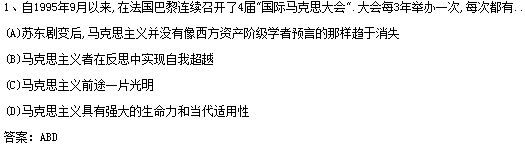 1、自1995年9月以来,在法国巴黎连续召开了4届"国际马克思大会".大会每3年举办一次,每次都有..
(A)苏东剧变后,马克思主义并没有像西方资产阶级学者预言的那样趋于消失
(B)马克思主义者在反思中实现自我超越
(C)马克思主义前途一片光明
(D)马克思主义具有强大的生命力和当代适用性
答案: ABD